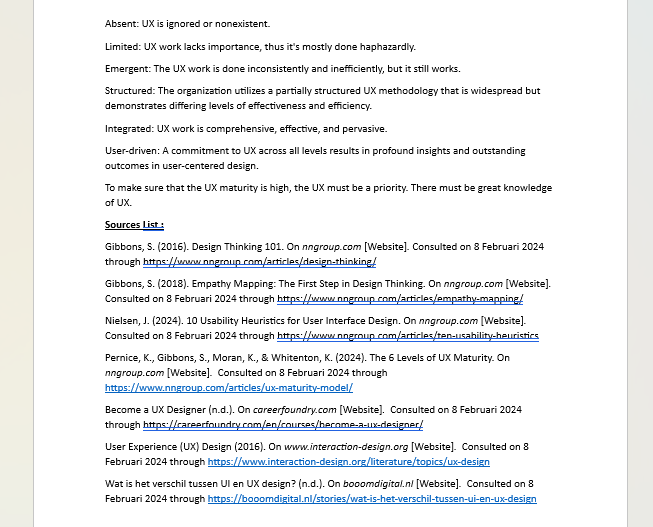 Absent: UX is ignored or nonexistent.
Limited: UX work lacks importance, thus it's mostly done haphazardly.
Emergent: The UX work is done inconsistently and inefficiently, but it still works.
Structured: The organization utilizes a partially structured UX methodology that is widespread but
demonstrates differing levels of effectiveness and efficiency.
Integrated: UX work is comprehensive, effective, and pervasive.
User-driven: A commitment to UX across all levels results in profound insights and outstanding
outcomes in user-centered design.
To make sure that the UX maturity is high, the UX must be a priority. There must be great knowledge
of UX.
Sources List :
Gibbons, S. (2016). Design Thinking 101. On nngroup.com [Website]. Consulted on 8 Februari 2024
through https://www.nngroup.com/articles/design-thinking/
Gibbons, S. (2018). Empathy Mapping: The First Step in Design Thinking. On nngroup.com [Website].
Consulted on 8 Februari 2024 through https://www.nngroup.com/articles/empathy-mapping/
Nielsen, J. (2024). 10 Usability Heuristics for User Interface Design. On nngroup.com [Website].
Consulted on 8 Februari 2024 through https://www.nngroup.com/articles/ten-usability-heuristics
Pernice, K., Gibbons, S., Moran, K., & Whitenton, K. (2024). The 6 Levels of UX Maturity. On
nngroup.com [Website]. Consulted on 8 Februari 2024 through
https://www.nngroup.com/articles/ux-maturity-model/
Become a UX Designer (n.d.). On careerfoundry.com [Website]. Consulted on 8 Februari 2024
through https://careerfoundry.com/en/courses/become-a-ux-designer/
User Experience (UX) Design (2016). On www.interaction-design.org [Website]. Consulted on 8
Februari 2024 through https://www.interaction-design.org/literature/topics/ux-design
Wat is het verschil tussen UI en UX design? (n.d.). On booomdigital.nl [Website]. Consulted on 8
Februari 2024 through https://booomdigital.nl/stories/wat-is-het-verschil-tussen-ui-en-ux-design